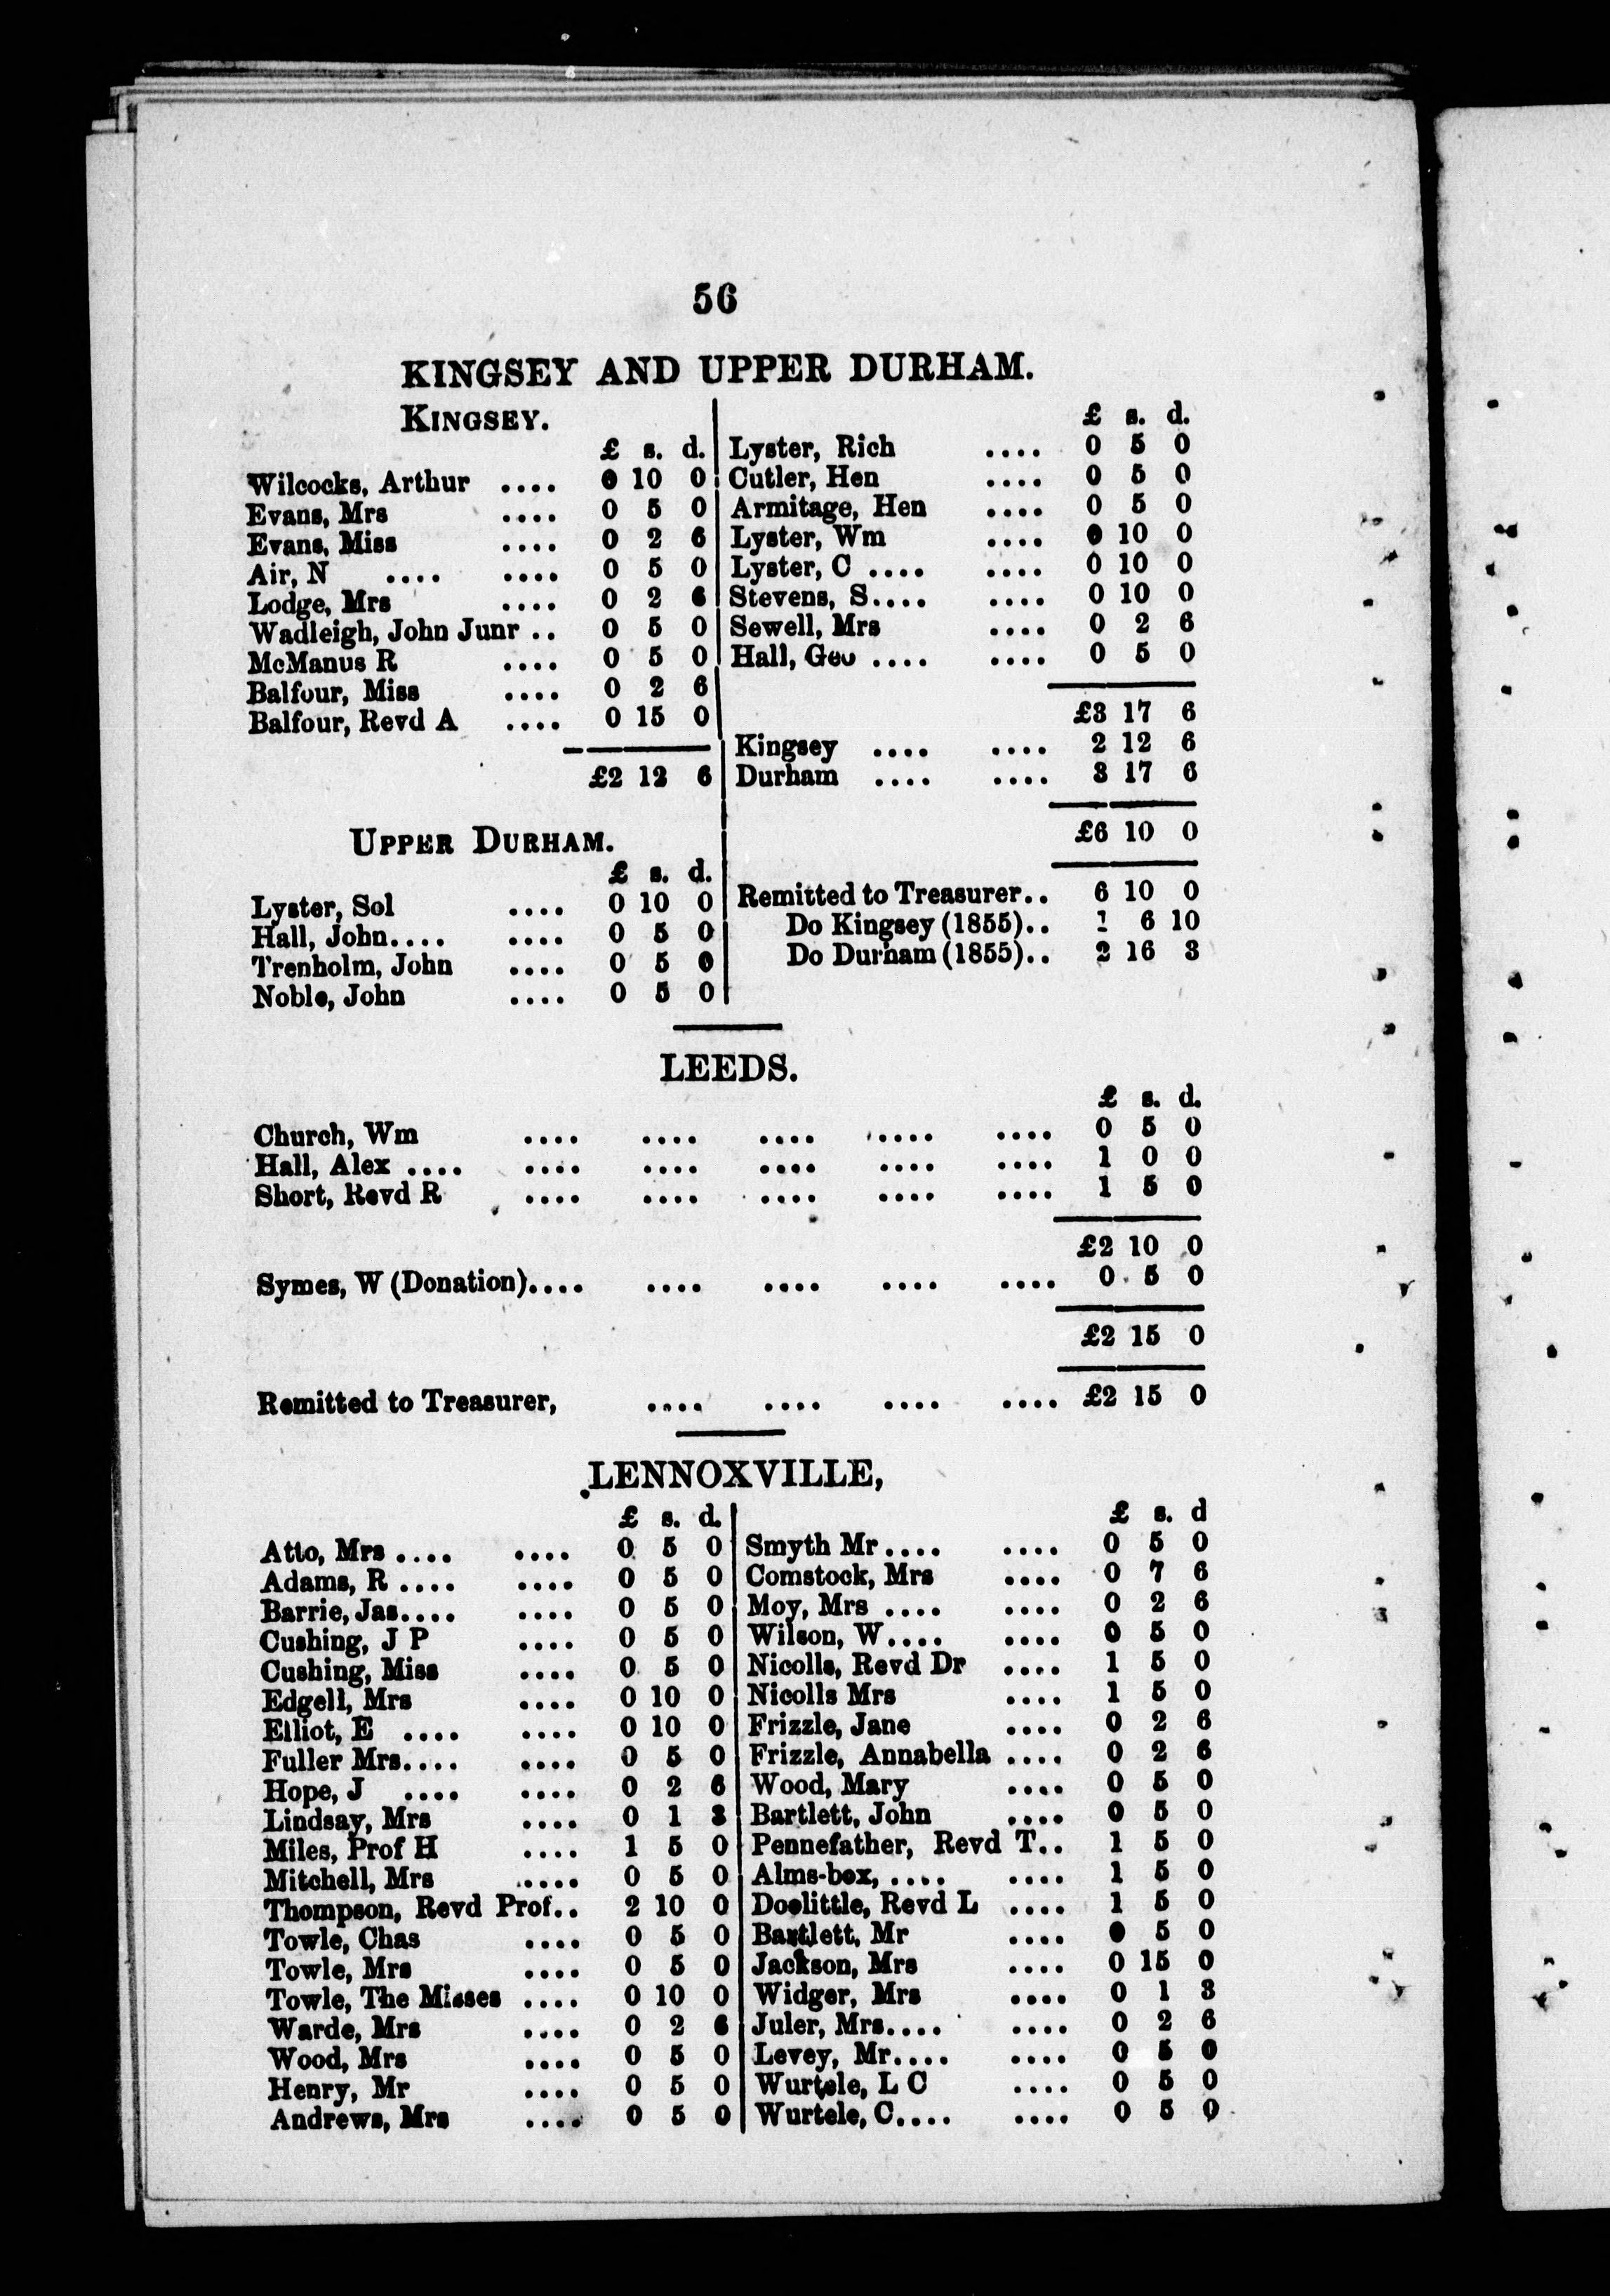 56
KINGSEY AND UPPER DURHAM.
KINGSEY.
£ s. d.
Wilcocks, Arthur .... 0 10 0
Evans, Mrs .... 0 5 0
Evans, Miss .... 0 2 6
Air, N .... .... 0 5 0
Lodge, Mrs .... 0 2 6
Wadleigh, John Junr .. 0 5 0
McManus R .... 0 5 0
Balfour, Miss .... 0 2 6
Balfour, Revd A .... 0 15 0
£2 12 6
UPPER DURHAM.
£ s. d.
Lyster, Sol .... 0 10 0
Hall, John.... .... 0 5 0
Trenholm, John .... 0 5 0
Noble, John .... 0 5 0
£ s. d.
Lyster, Rich .... 0 5 0
Cutler, Hen .... 0 5 0
Armitage, Hen .... 0 5 0
Lyster, Wm .... 0 10 0
Lyster, C .... .... 0 10 0
Stevens, S.... .... 0 10 0
Sewell, Mrs .... 0 2 6
Hall, Geo .... .... 0 5 0
£3 17 6
Kingsey .... .... 2 12 6
Durham .... .... 3 17 6
£6 10 0
Remitted to Treasurer.. 6 10 0
Do Kingsey (1855).. 1 6 10
Do Durham (1855).. 2 16 3
LEEDS.
£ s. d.
Church, Wm .... .... .... .... .... 0 5 0
Hall, Alex .... .... .... .... .... .... 1 0 0
Short, Revd R .... .... .... .... .... 1 5 0
£2 10 0
Symes, W (Donation).... .... .... .... .... 0 5 0
£2 15 0
Remitted to Treasurer, .... .... .... .... £2 15 0
LENNOXVILLE,
£ s. d.
Atto, Mrs .... .... 0 5 0
Adams, R .... .... 0 5 0
Barrie, Jas.... .... 0 5 0
Cushing, J P .... 0 5 0
Cushing, Miss .... 0 5 0
Edgell, Mrs .... 0 10 0
Elliot, E .... .... 0 10 0
Fuller Mrs.... .... 0 5 0
Hope, J .... .... 0 2 6
Lindsay, Mrs .... 0 1 3
Miles, Prof H .... 1 5 0
Mitchell, Mrs .... 0 5 0
Thompson, Revd Prof.. 2 10 0
Towle, Chas .... 0 5 0
Towle, Mrs .... 0 5 0
Towle, The Misses .... 0 10 0
Warde, Mrs .... 0 2 6
Wood, Mrs .... 0 5 0
Henry, Mr .... 0 5 0
Andrews, Mrs .... 0 5 0
£ s. d
Smyth Mr.... .... 0 5 0
Comstock, Mrs .... 0 7 6
Moy, Mrs .... .... 0 2 6
Wilson, W.... .... 0 5 0
Nicolls, Revd Dr .... 1 5 0
Nicolls Mrs .... 1 5 0
Frizzle, Jane .... 0 2 6
Frizzle, Annabella .... 0 2 6
Wood, Mary .... 0 5 0
Bartlett, John .... 0 5 0
Pennefather, Revd T.. 1 5 0
Alms-box, .... .... 1 5 0
Doolittle, Revd L .... 1 5 0
Bartlett, Mr .... 0 5 0
Jackson, Mrs .... 0 15 0
Widger, Mrs .... 0 1 3
Juler, Mrs.... .... 0 2 6
Levey, Mr.... .... 0 5 0
Wurtele, L C .... 0 5 0
Wurtele, C.... .... 0 5 0